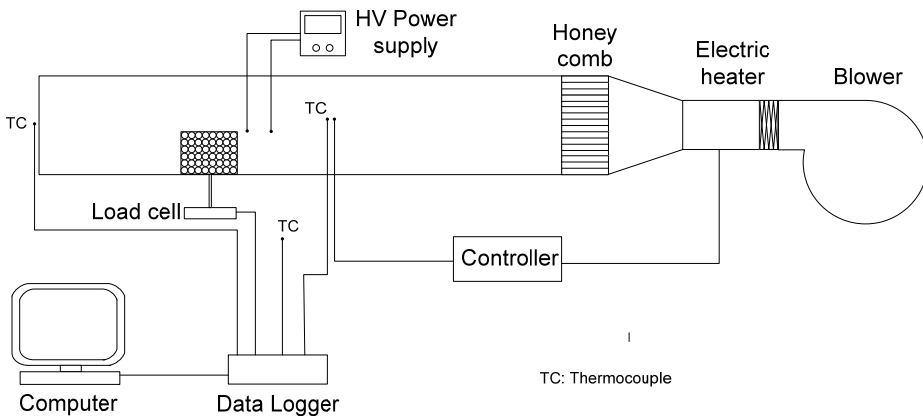 HV Power
supply
Honey
comb
Electric
heater
Blower
TC
TC
Load cell
TC
Controller
TC: Thermocouple
Computer
Data Logger